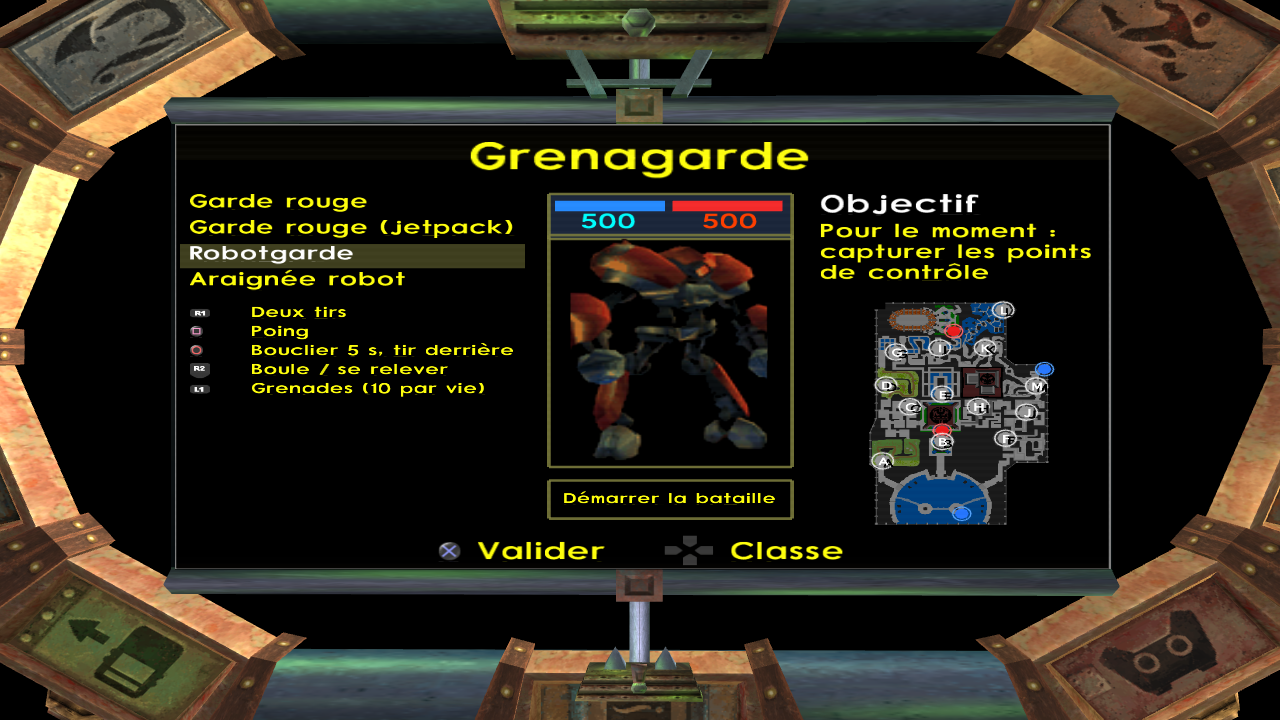 Grenagarde
Garde rouge
Garde rouge (jetpack)
Robotgarde
Araignée robot
R1 Deux tirs
Poing
Bouclier 5 s, tir derrière
R2 Boule / se relever
L1 Grenades (10 par vie)
500 500
Démarrer la bataille
Objectif
Pour le moment :
capturer les points
de contrôle
L
I K
G
D M
E
C H J
B F
A
Valider Classe